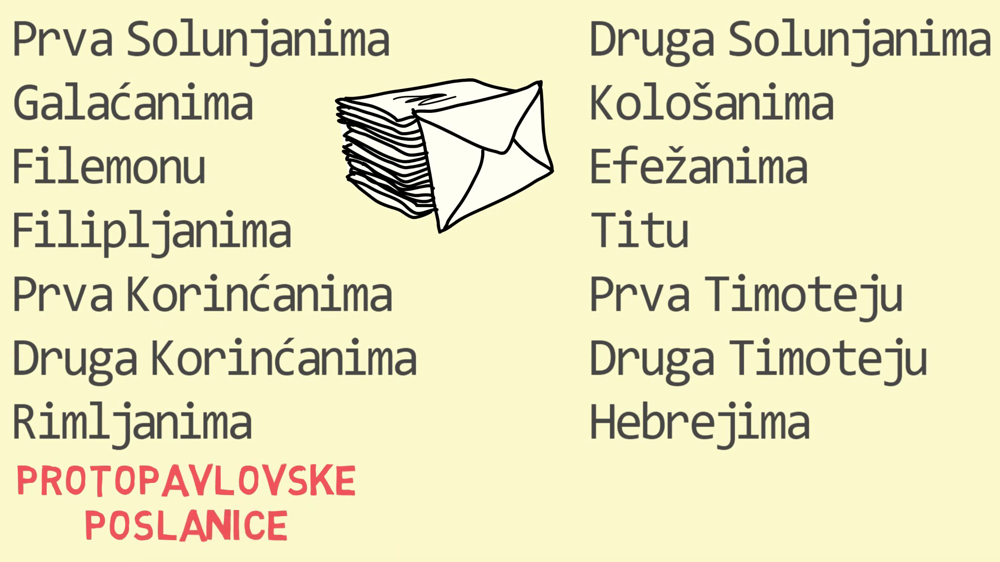 Prva Solunjanima
Galaćanima
Filemonu
Filipljanima
Prva Korinćanima
Druga Korinćanima
Rimljanima
PROTOPAVLOVSKE
POSLANICE
Druga Solunjanima
Kološanima
Efežanima
Titu
Prva Timoteju
Druga Timoteju
Hebrejima